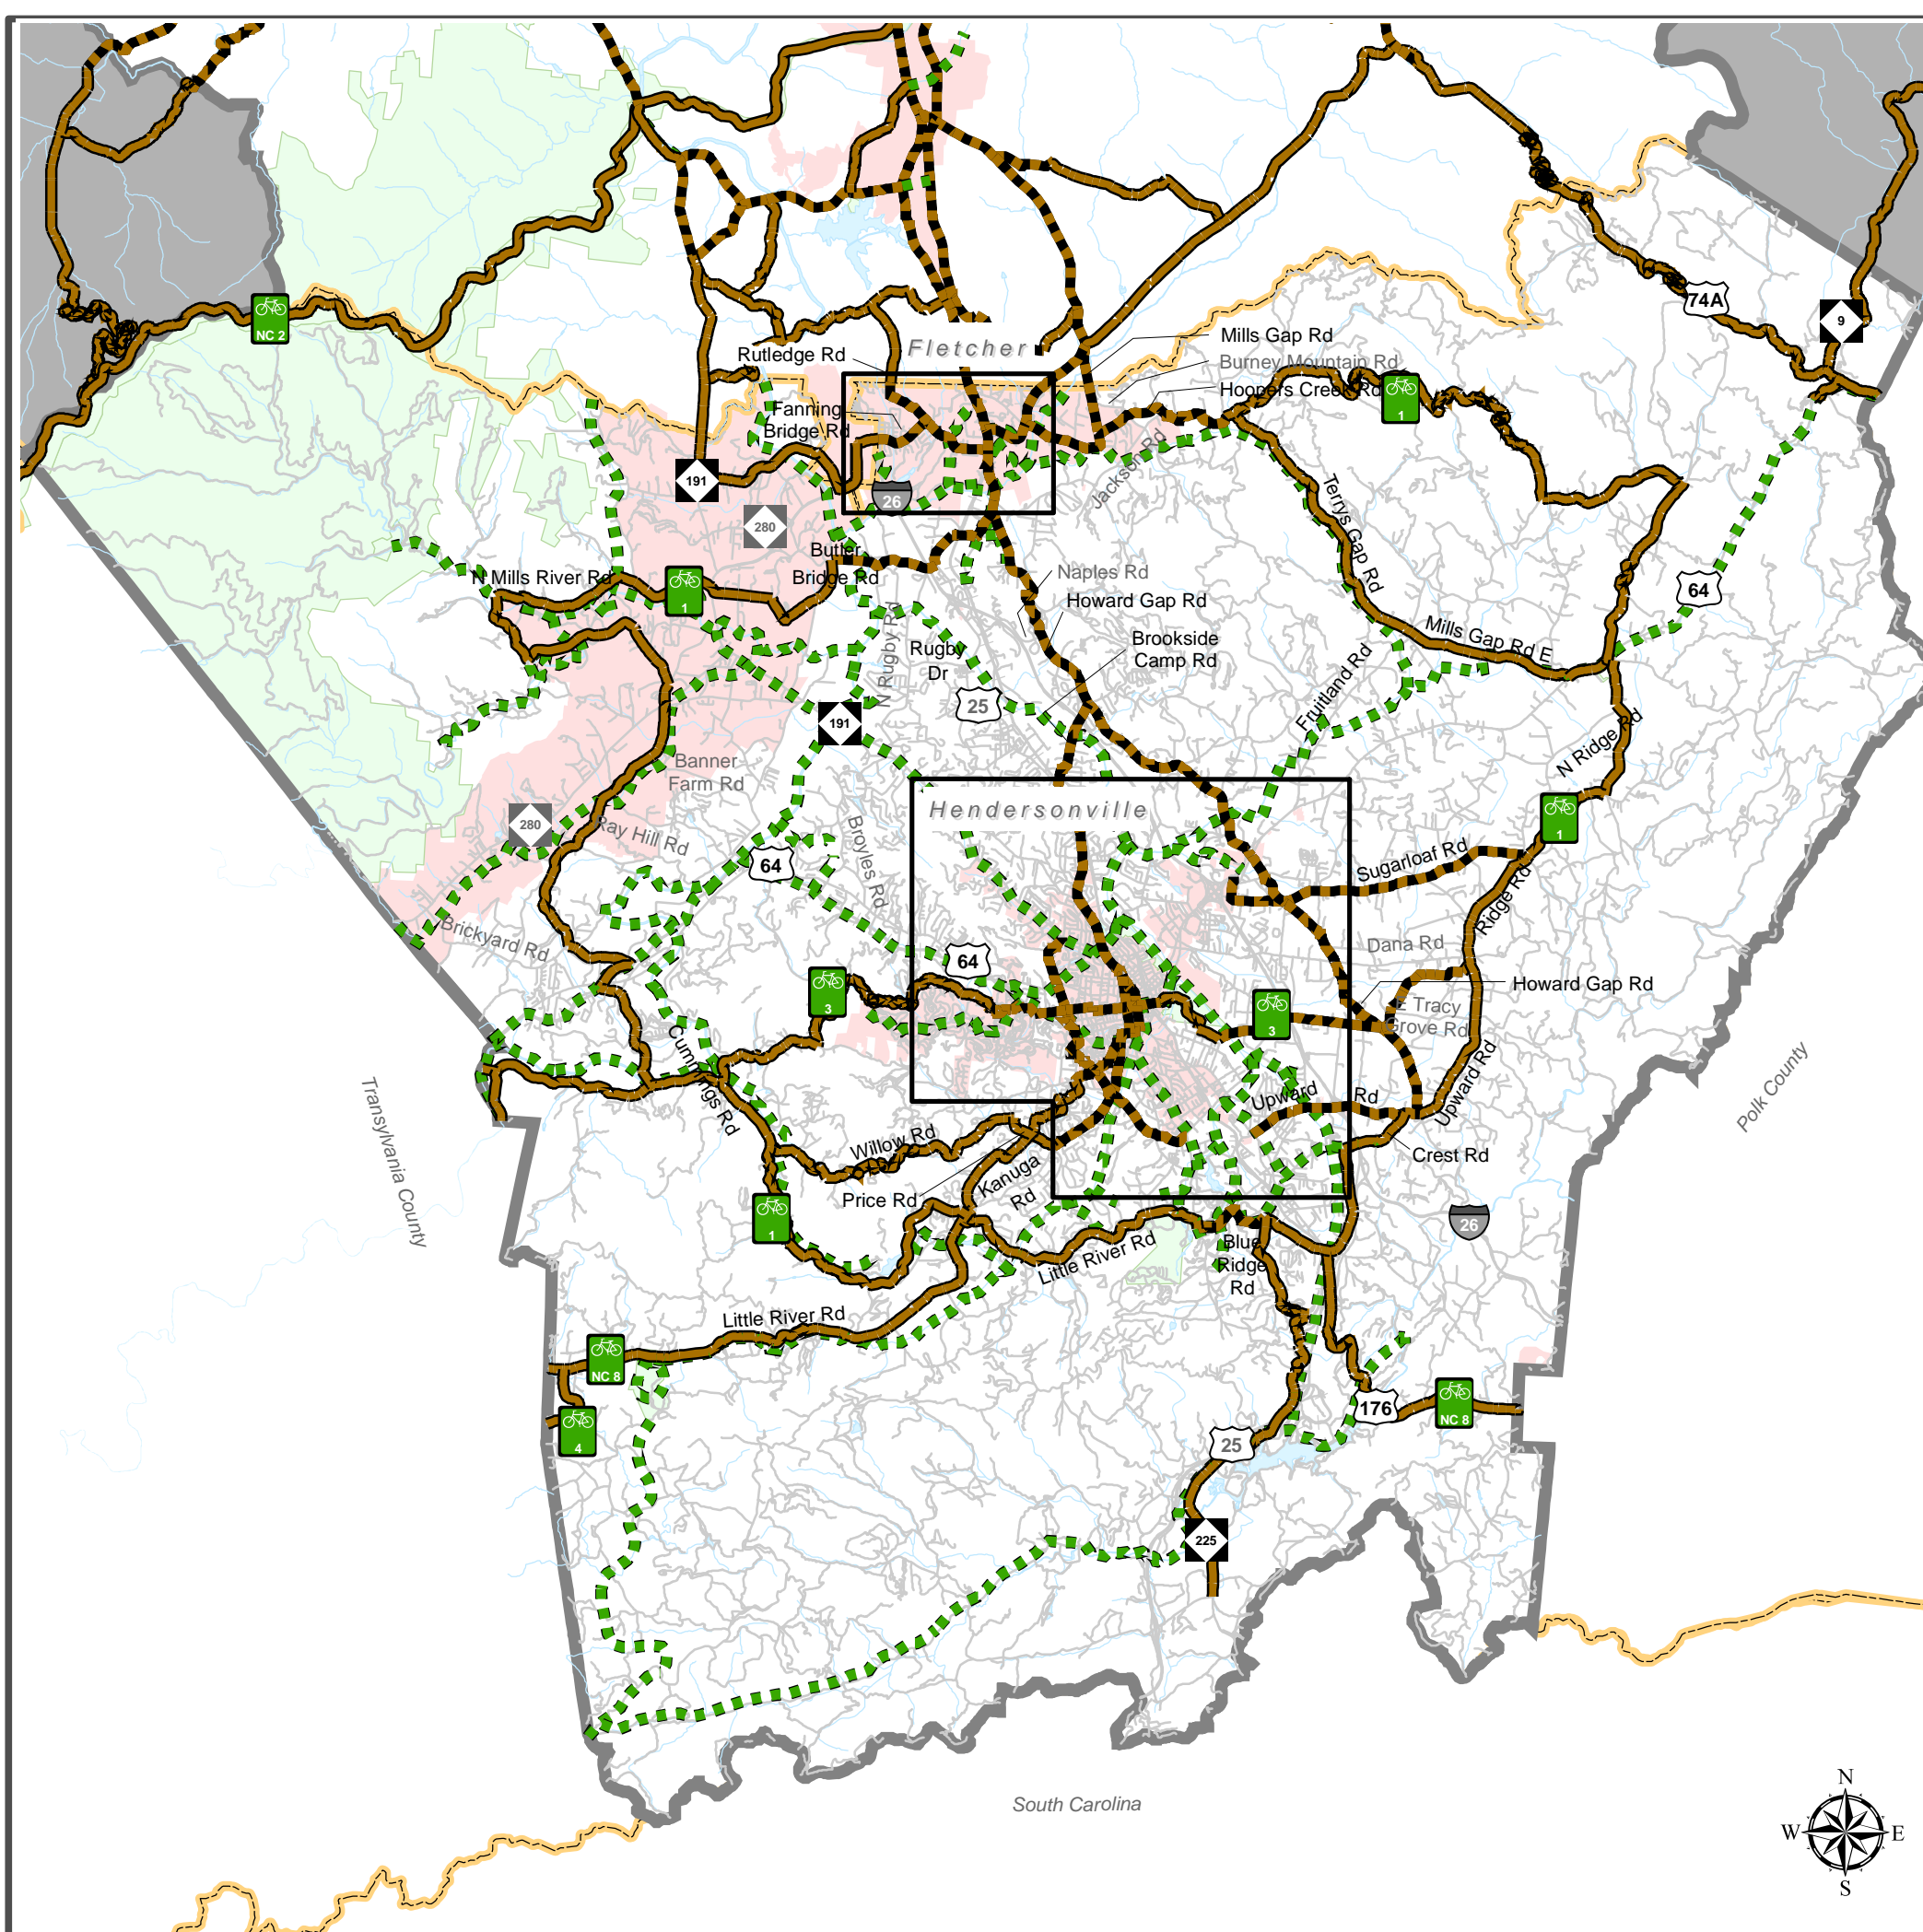 74A
9
NC 2
Mills Gap Rd
Fletcher
Rutledge Rd
Burney Mountain Rd
Hoopers Creek Rd
1
Fanning
Bridge Rd
Jackson Rd
191
26
280
Terrys Gap Rd
Butler
Bridge Rd
N Mills River Rd
1
Naples Rd
Howard Gap Rd
64
N Rugby Rd
Rugby
Dr
Brookside
Camp Rd
Mills Gap Rd E
Fruitland Rd
25
191
N Ridge Rd
Banner
Farm Rd
280
Ray Hill Rd
Hendersonville
1
Broyles Rd
64
Sugarloaf Rd
Ridge Rd
Brickyard Rd
64
Dana Rd
Howard Gap Rd
3
3
E Tracy
Grove Rd
Cummings Rd
Upward Rd
Upward Rd
Transylvania County
Polk County
Willow Rd
Crest Rd
Kanuga
Rd
Price Rd
1
26
Little River Rd
Blue
Ridge
Rd
Little River Rd
NC 8
176
NC 8
4
25
225
South Carolina
N
W
E
S